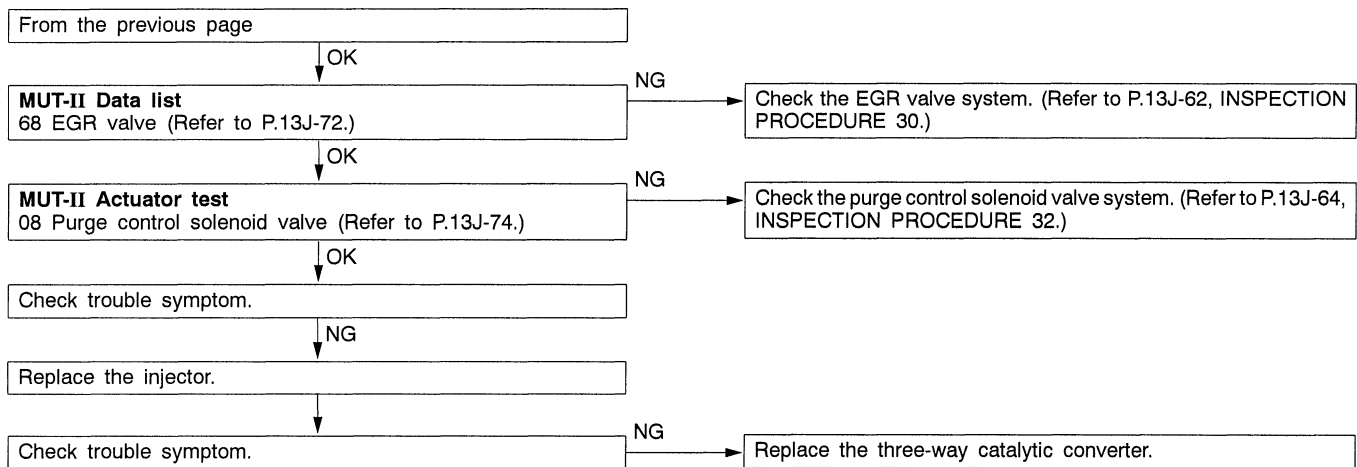 From the previous page
OK
MUT-II Data list
68 EGR valve (Refer to P.13J-72.)
NG
Check the EGR valve system. (Refer to P.13J-62, INSPECTION
PROCEDURE 30.)
OK
MUT-II Actuator test
08 Purge control solenoid valve (Refer to P.13J-74.)
NG
Check the purge control solenoid valve system. (Refer to P.13J-64,
INSPECTION PROCEDURE 32.)
OK
Check trouble symptom.
NG
Replace the injector.
Check trouble symptom.
NG
Replace the three-way catalytic converter.